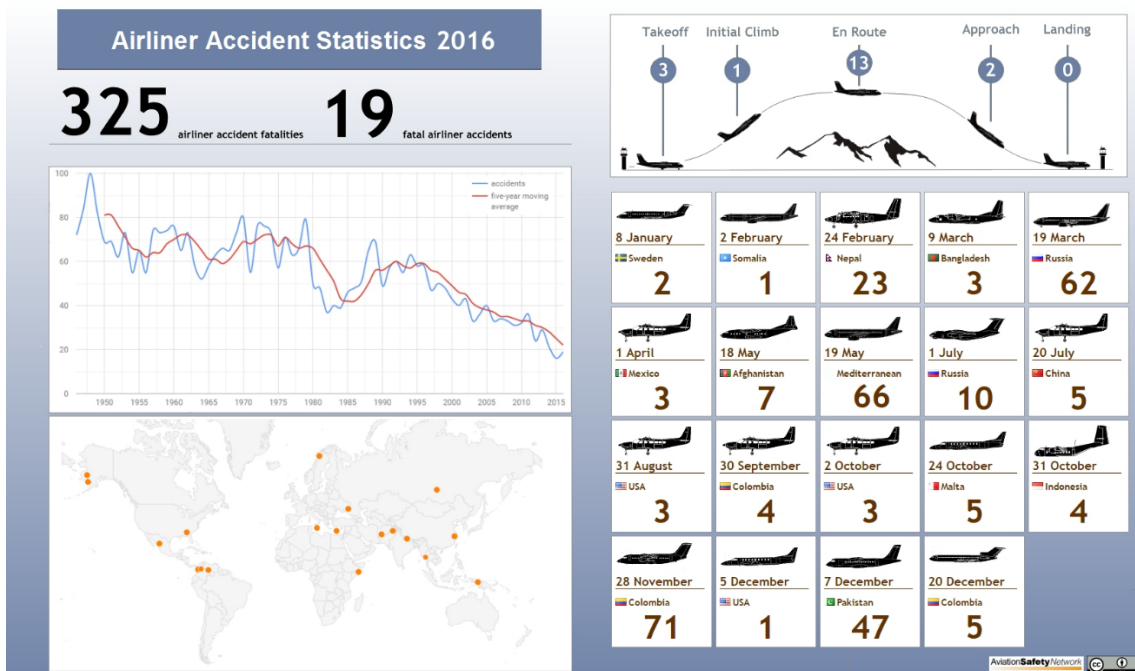 Airliner Accident Statistics 2016
325 airliner accident fatalities 19 fatal airliner accidents
Takeoff Initial Climb En Route Approach Landing
3 1 13 2 0
accidents
five-year moving
average
100
80
60
40
20
0
1950 1955 1960 1965 1970 1975 1980 1985 1990 1995 2000 2005 2010 2015
8 January
Sweden
2
2 February
Somalia
1
24 February
Nepal
23
9 March
Bangladesh
3
19 March
Russia
62
1 April
Mexico
3
18 May
Afghanistan
7
19 May
Mediterranean
66
1 July
Russia
10
20 July
China
5
31 August
USA
3
30 September
Colombia
4
2 October
USA
3
24 October
Malta
5
31 October
Indonesia
4
28 November
Colombia
71
5 December
USA
1
7 December
Pakistan
47
20 December
Colombia
5
AviationSafetyNetwork
cc